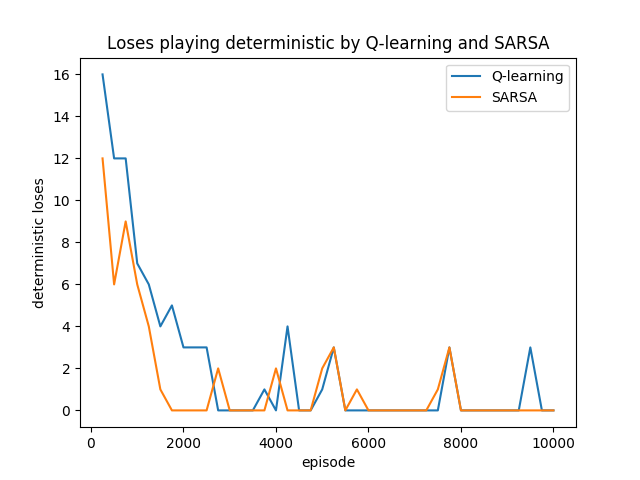 Loses playing deterministic by Q-learning and SARSA
Q-learning
SARSA
16
14
12
10
8
6
4
2
0
deterministic loses
0 2000 4000 6000 8000 10000
episode